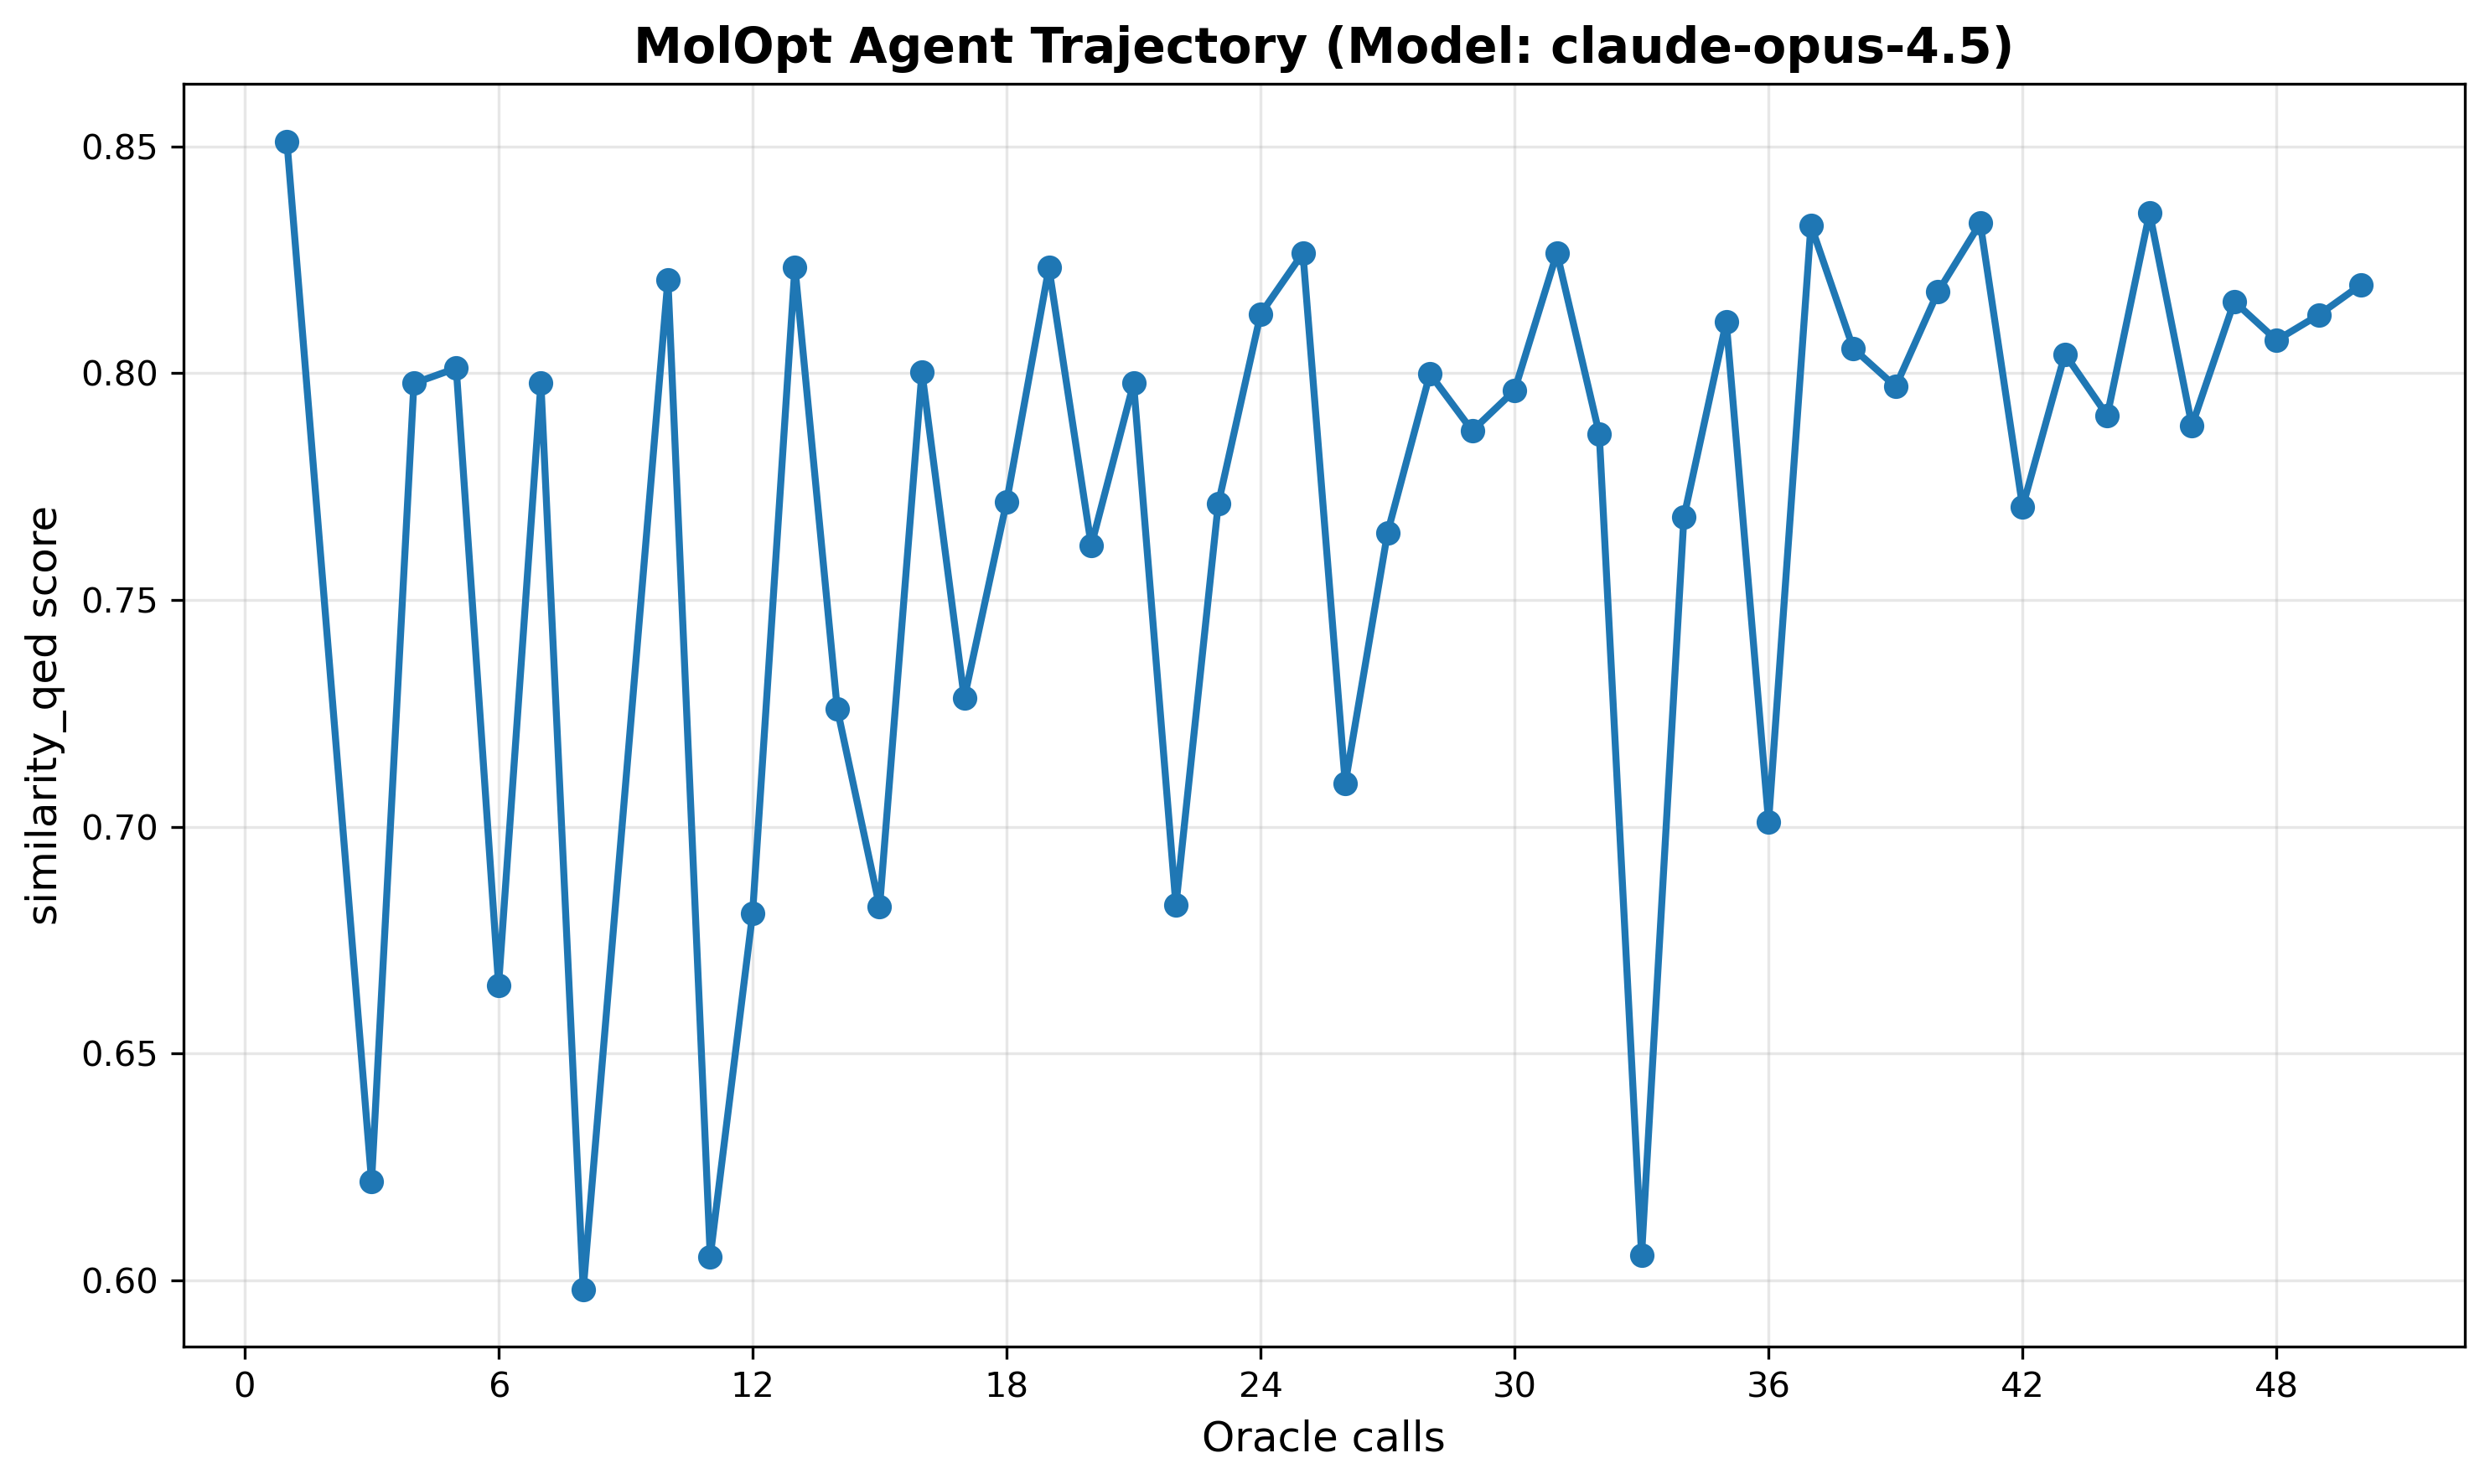 MolOpt Agent Trajectory (Model: claude-opus-4.5)
similarity_qed score
0.85
0.80
0.75
0.70
0.65
0.60
0 6 12 18 24 30 36 42 48
Oracle calls